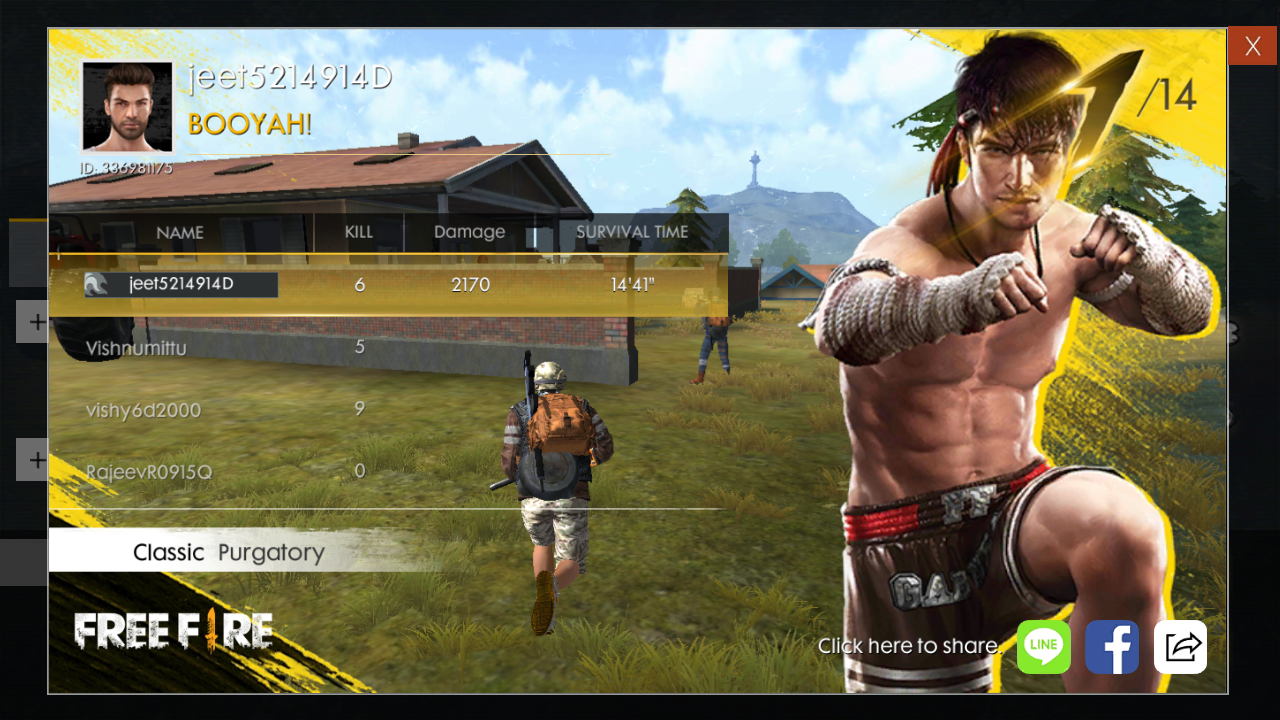 X
jeet5214914D
1/14
BOOYAH!
ID: 336981175
NAME KILL Damage SURVIVAL TIME
jeet5214914D 6 2170 14'41"
Vishnumittu 5
vishy6d2000 9
RajeevR0915Q 0
Classic Purgatory
FREE FIRE
Click here to share.
LINE